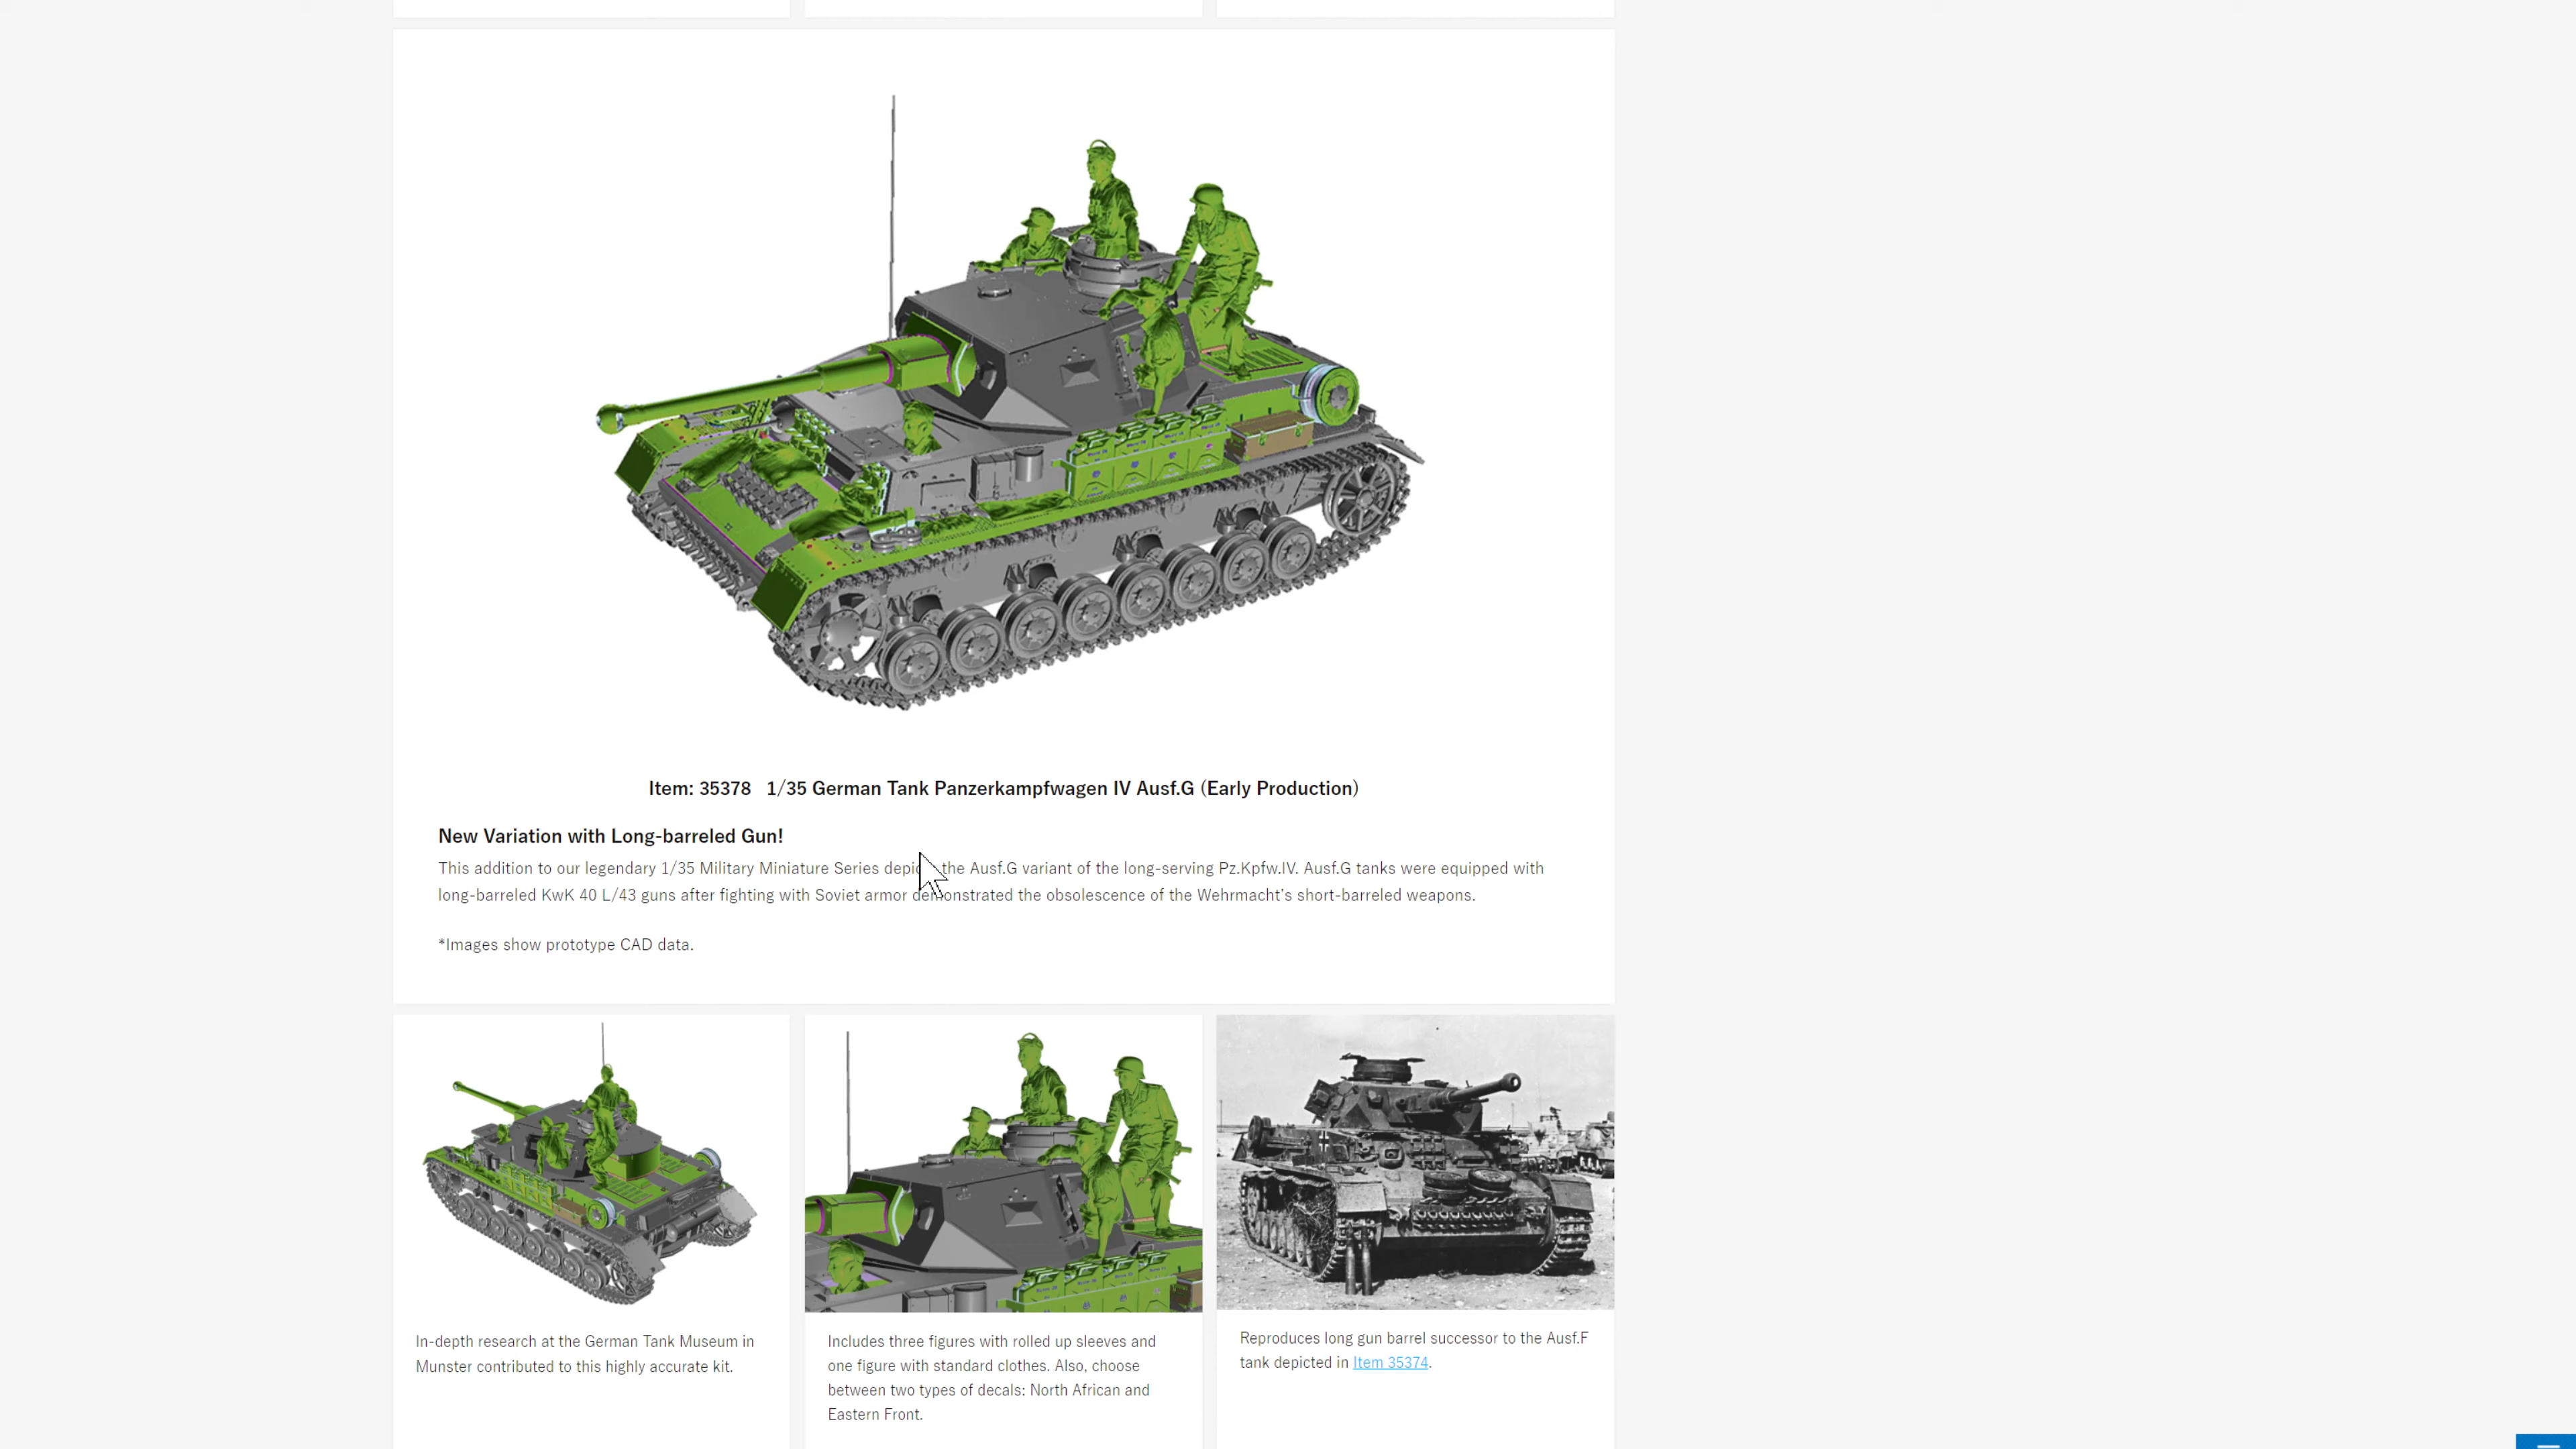 Item: 35378 1/35 German Tank Panzerkampfwagen IV Ausf.G (Early Production)
New Variation with Long-barreled Gun!
This addition to our legendary 1/35 Military Miniature Series the Ausf.G variant of the long-serving Pz.Kpfw.IV. Ausf.G tanks were equipped with
long-barreled KwK 40 L/43 guns after fighting with Soviet armor demonstrated the obsolescence of the Wehrmacht's short-barreled weapons.
*Images show prototype CAD data.
In-depth research at the German Tank Museum in
Munster contributed to this highly accurate kit.
Includes three figures with rolled up sleeves and
one figure with standard clothes. Also, choose
between two types of decals: North African and
Eastern Front.
Reproduces long gun barrel successor to the Ausf.F
tank depicted in Item 35374.